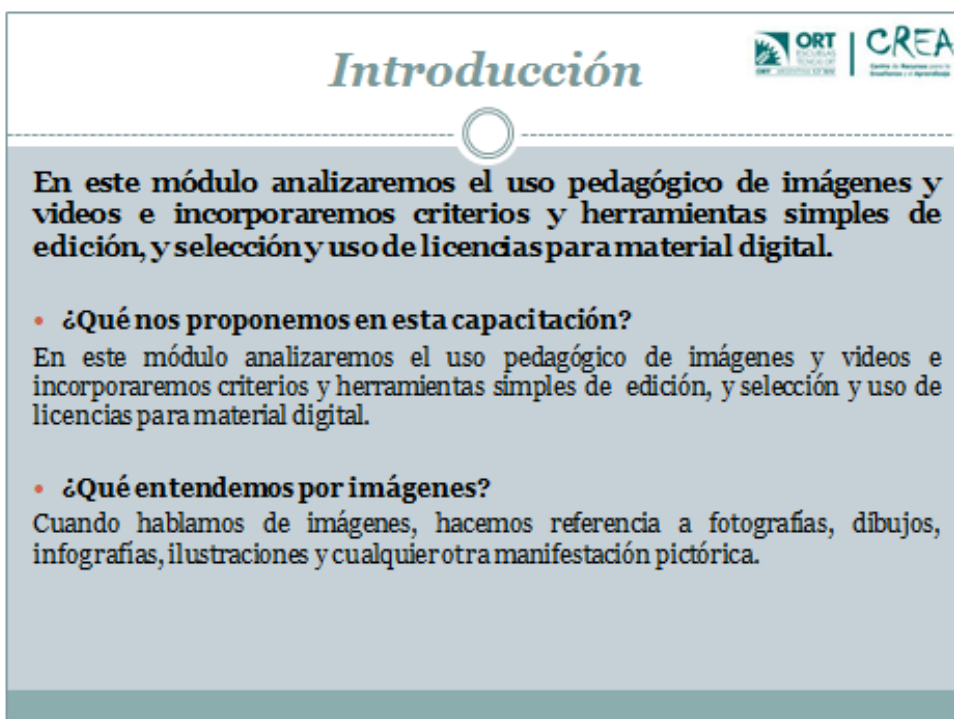 Introducción
ORT
CREA
En este módulo analizaremos el uso pedagógico de imágenes y
videos e incorporaremos criterios y herramientas simples de
edición, y selección y uso de licencias para material digital.
• ¿Qué nos proponemos en esta capacitación?
En este módulo analizaremos el uso pedagógico de imágenes y videos e
incorporaremos criterios y herramientas simples de edición, y selección y uso de
licencias para material digital.
• ¿Qué entendemos por imágenes?
Cuando hablamos de imágenes, hacemos referencia a fotografías, dibujos,
infografías, ilustraciones y cualquier otra manifestación pictórica.